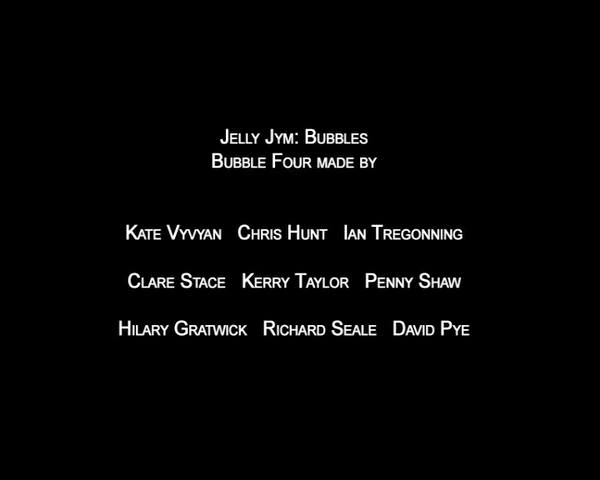 Jelly Jym: Bubbles
Bubble Four made by
Kate Vyvyan Chris Hunt Ian Tregonning
Clare Stace Kerry Taylor Penny Shaw
Hilary Gratwick Richard Seale David Pye